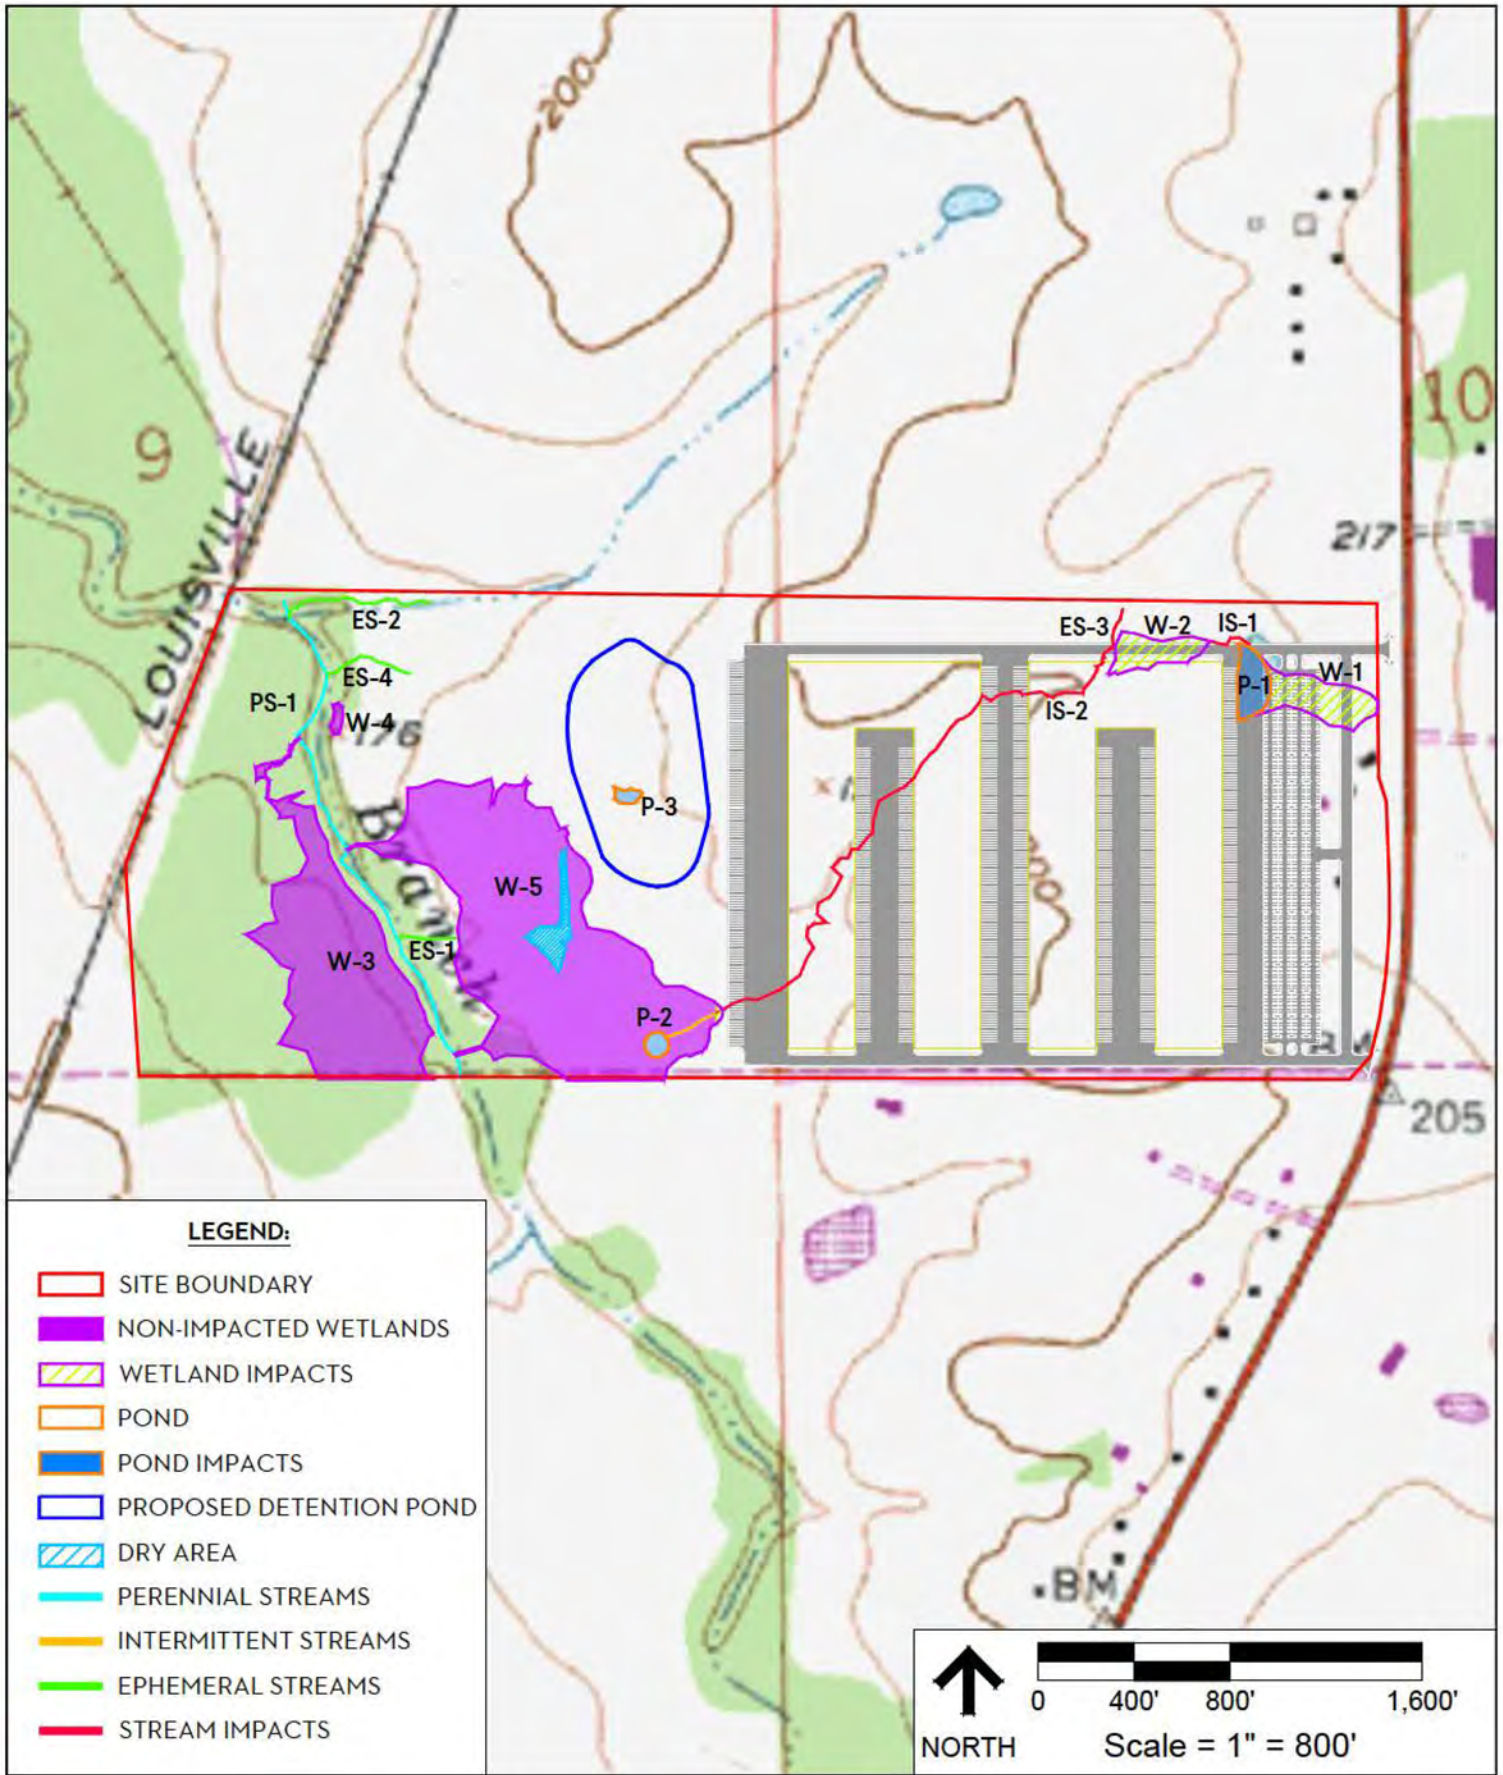 200
10
9
LOUISVILLE
217
ES-2
ES-3
W-2
IS-1
ES-4
W-1
PS-1
P-1
W-4
176
IS-2
P-3
Branch
W-5
ES-1
W-3
P-2
205
LEGEND:
SITE BOUNDARY
NON-IMPACTED WETLANDS
WETLAND IMPACTS
POND
POND IMPACTS
PROPOSED DETENTION POND
DRY AREA
PERENNIAL STREAMS
INTERMITTENT STREAMS
EPHEMERAL STREAMS
STREAM IMPACTS
BM
NORTH
0 400' 800' 1,600'
Scale = 1" = 800'